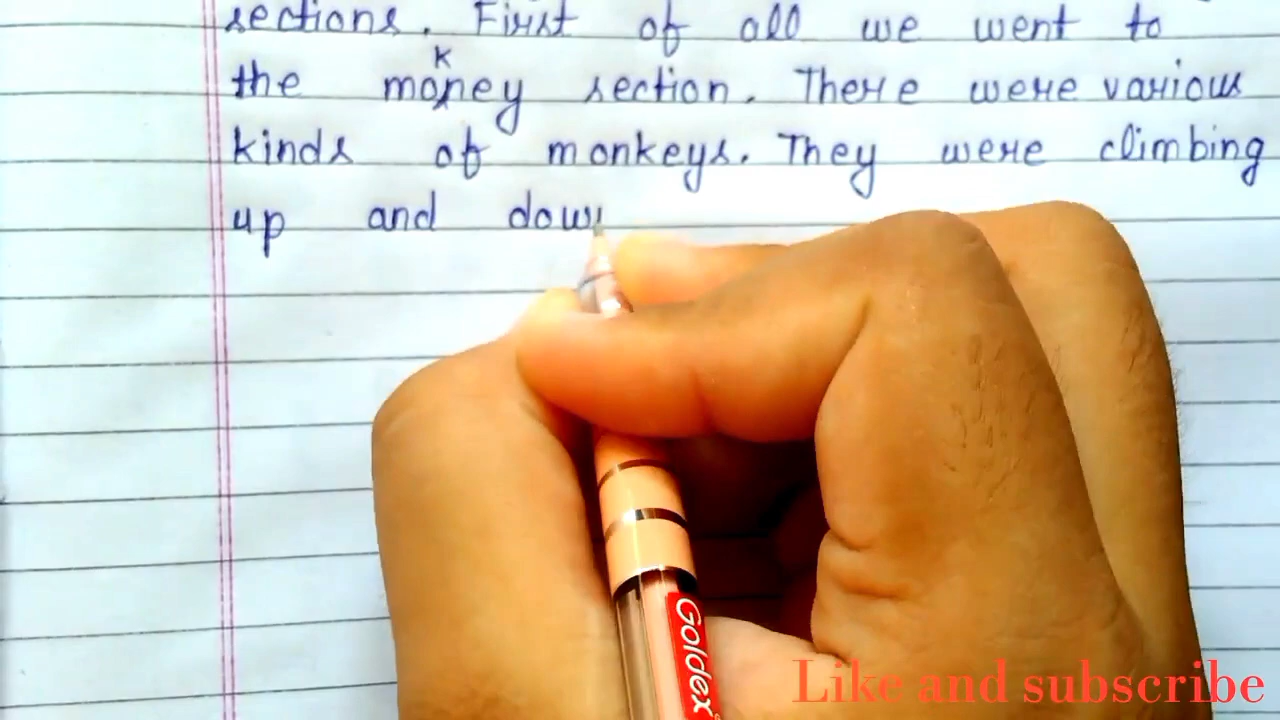 sections. First of all we went to
the money section. There were various
k
kinds of monkeys. They were climbing
up and dow
Goldex
Like and subscribe